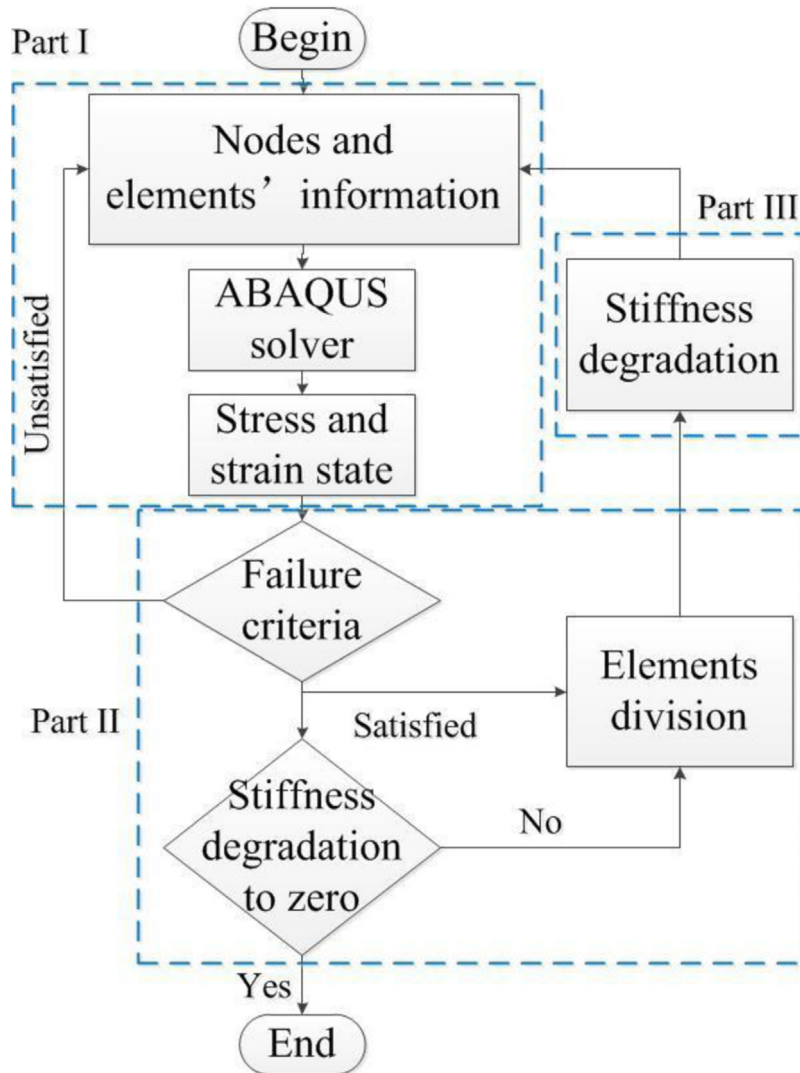 Part I
Begin
Nodes and
elements’ information
Part III
ABAQUS
solver
Stiffness
degradation
Unsatisfied
Stress and
strain state
Failure
criteria
Elements
division
Part II
Satisfied
Stiffness
degradation
to zero
No
Yes
End